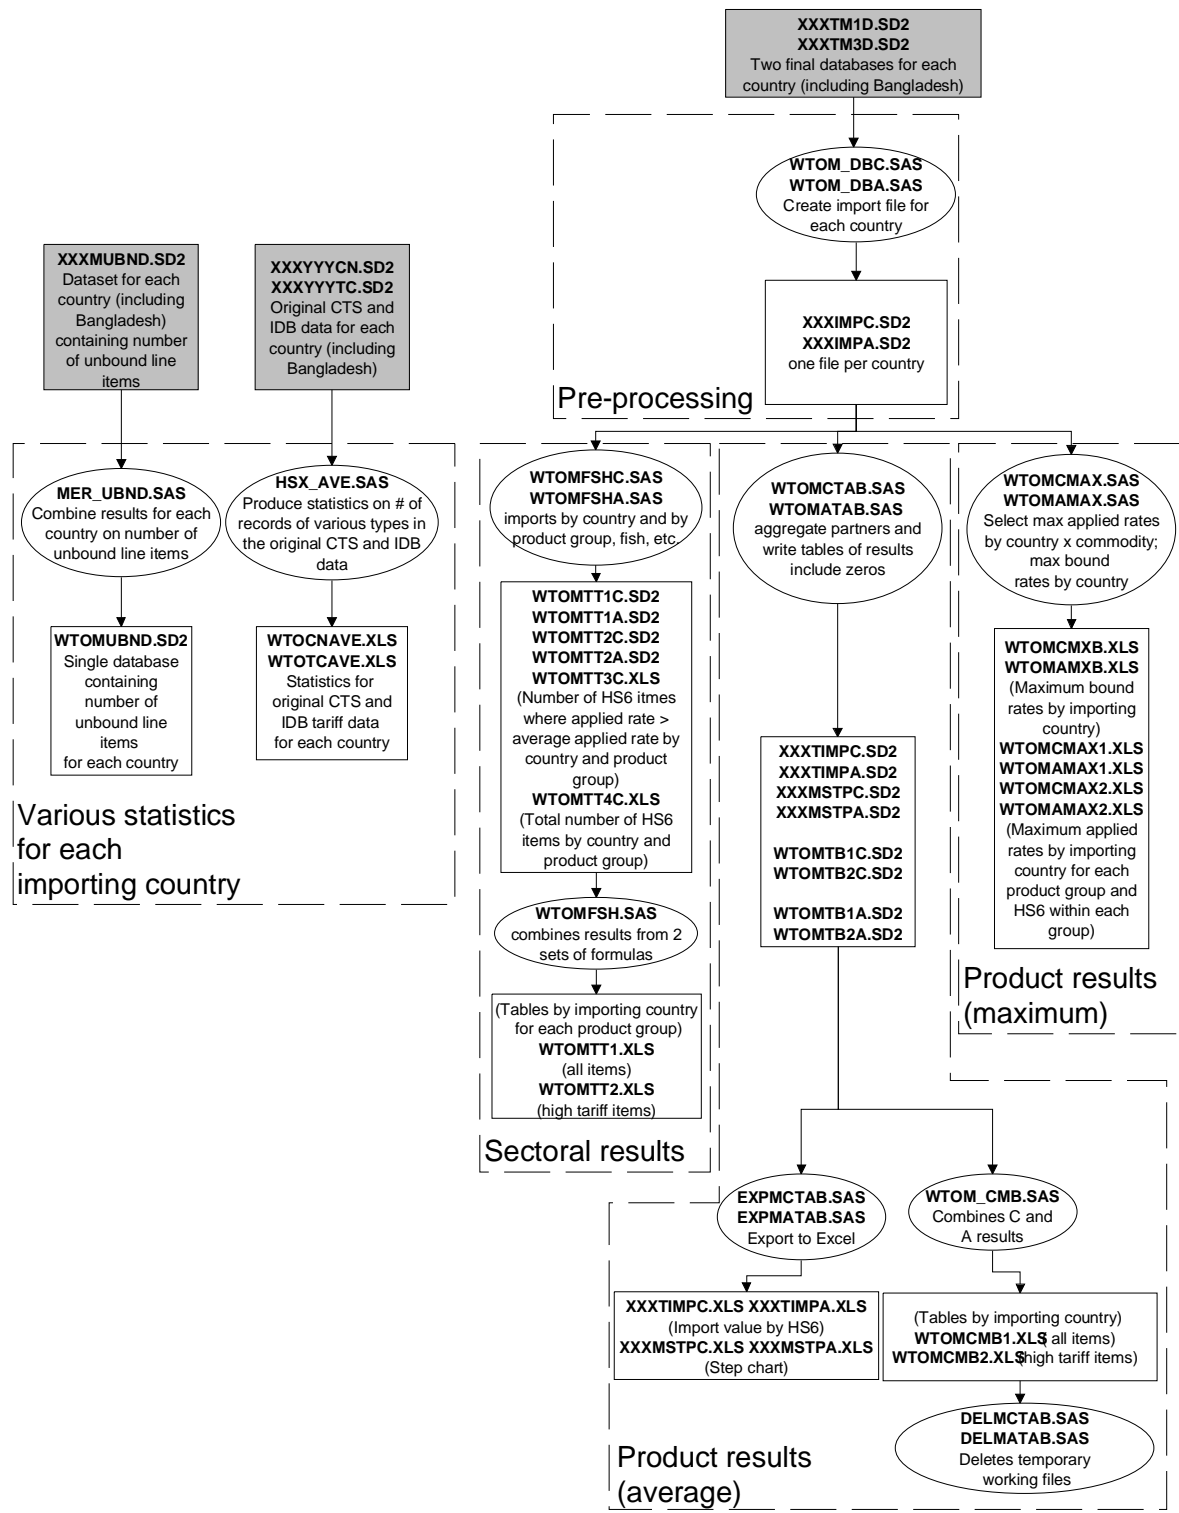 XXXTM1D.SD2
XXXTM3D.SD2
Two final databases for each
country (including Bangladesh)
WTOM_DBC.SAS
WTOM_DBA.SAS
Create import file for
each country
XXXIMPC.SD2
XXXIMPA.SD2
one file per country
Pre-processing
XXXMUBND.SD2
Dataset for each
country (including
Bangladesh)
containing number
of unbound line
items
XXXYYYCN.SD2
XXXYYYTC.SD2
Original CTS and
IDB data for each
country (including
Bangladesh)
MER_UBND.SAS
Combine results for each
country on number of
unbound line items
HSX_AVE.SAS
Produce statistics on # of
records of various types in
the original CTS and IDB
data
WTOMUBND.SD2
Single database
containing
number of
unbound line
items
for each country
WTOCNAVE.XLS
WTOTCAVE.XLS
Statistics for
original CTS and
IDB tariff data
for each country
Various statistics
for each
importing country
WTOMFSHC.SAS
WTOMFSHA.SAS
imports by country and by
product group, fish, etc.
WTOMTT1C.SD2
WTOMTT1A.SD2
WTOMTT2C.SD2
WTOMTT2A.SD2
WTOMTT3C.XLS
(Number of HS6 itmes
where applied rate >
average applied rate by
country and product
group)
WTOMTT4C.XLS
(Total number of HS6
items by country and
product group)
WTOMFSH.SAS
combines results from 2
sets of formulas
(Tables by importing country
for each product group)
WTOMTT1.XLS
(all items)
WTOMTT2.XLS
(high tariff items)
Sectoral results
WTOMCTAB.SAS
WTOMATAB.SAS
aggregate partners and
write tables of results
include zeros
XXXTIMPC.SD2
XXXTIMPA.SD2
XXXMSTPC.SD2
XXXMSTPA.SD2
WTOMTB1C.SD2
WTOMTB2C.SD2
WTOMTB1A.SD2
WTOMTB2A.SD2
WTOMCMAX.SAS
WTOMAMAX.SAS
Select max applied rates
by country x commodity;
max bound
rates by country
WTOMCMXB.XLS
WTOMAMXB.XLS
(Maximum bound
rates by importing
country)
WTOMCMAX1.XLS
WTOMAMAX1.XLS
WTOMCMAX2.XLS
WTOMAMAX2.XLS
(Maximum applied
rates by importing
country for each
product group and
HS6 within each
group)
Product results
(maximum)
EXPMCTAB.SAS
EXPMATAB.SAS
Export to Excel
XXXTIMPC.XLS XXXTIMPA.XLS
(Import value by HS6)
XXXMSTPC.XLS XXXMSTPA.XLS
(Step chart)
WTOM_CMB.SAS
Combines C and
A results
(Tables by importing country)
WTOMCMB1.XLS ( all items)
WTOMCMB2.XLS (high tariff items)
DELMCTAB.SAS
DELMATAB.SAS
Deletes temporary
working files
Product results
(average)